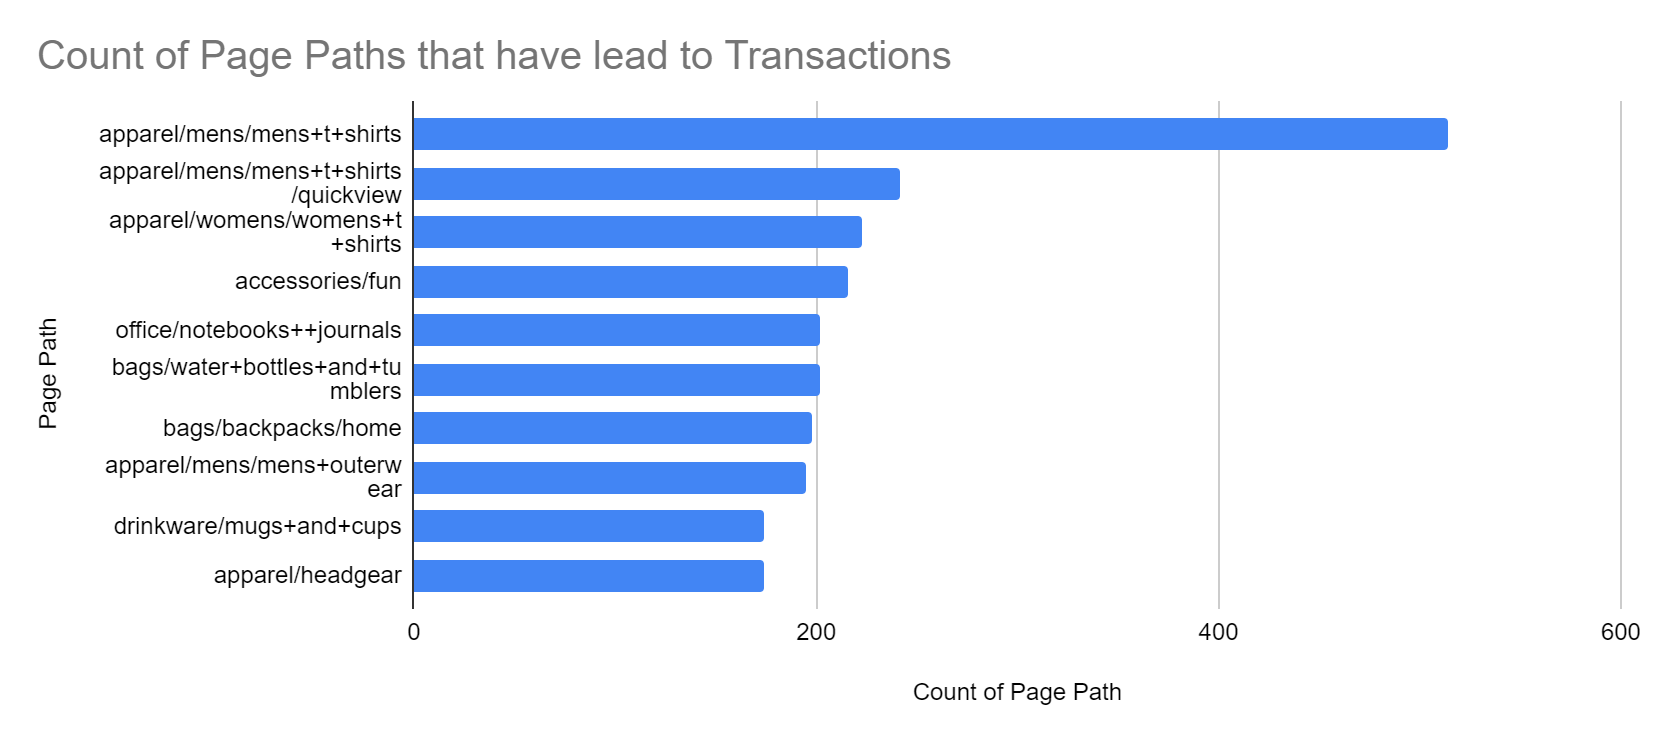 Count of Page Paths that have lead to Transactions
Page Path
apparel/mens/mens+t+shirts
apparel/mens/mens+t+shirts
/quickview
apparel/womens/womens+t
+shirts
accessories/fun
office/notebooks++journals
bags/water+bottles+and+tu
mblers
bags/backpacks/home
apparel/mens/mens+outerw
ear
drinkware/mugs+and+cups
apparel/headgear
0 200 400 600
Count of Page Path